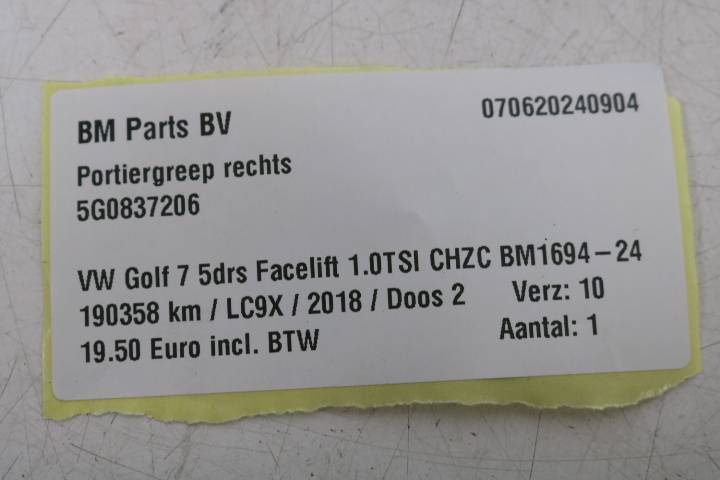 BM Parts BV 070620240904
Portiergreep rechts
5G0837206
VW Golf 7 5drs Facelift 1.0TSI CHZC BM1694-24
190358 km / LC9X / 2018 / Doos 2 Verz: 10
19.50 Euro incl. BTW Aantal: 1